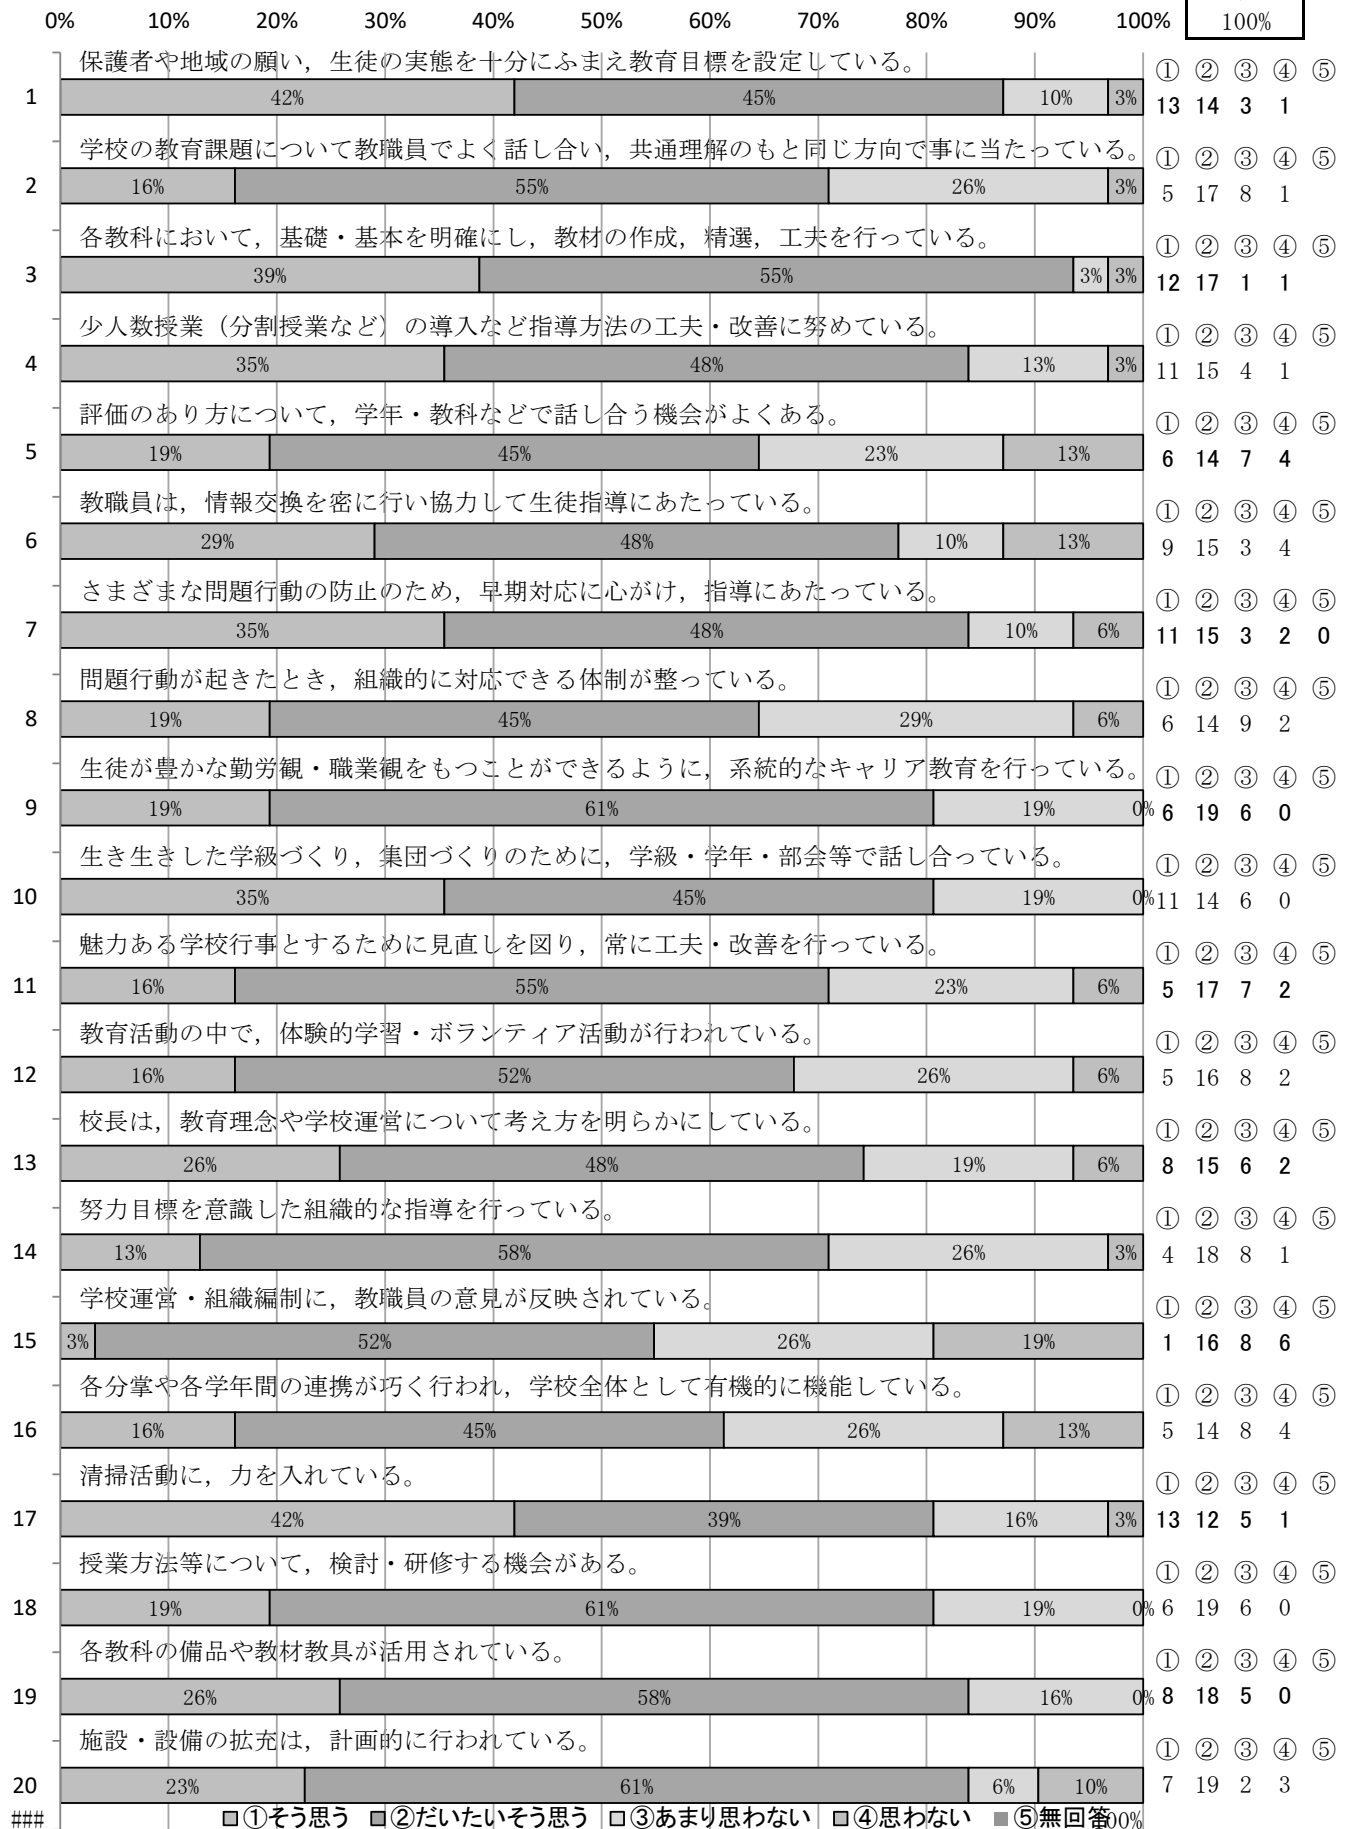 0% 10% 20% 30% 40% 50% 60% 70% 80% 90% 100% 100%
保護者や地域の願い，生徒の実態を十分にふまえ教育目標を設定している。
① ② ③ ④ ⑤
1 42% 45% 10% 3% 13 14 3 1
学校の教育課題について教職員でよく話し合い，共通理解のもと同じ方向で事に当たっている。
① ② ③ ④ ⑤
2 16% 55% 26% 3% 5 17 8 1
各教科において，基礎・基本を明確にし，教材の作成，精選，工夫を行っている。
① ② ③ ④ ⑤
3 39% 55% 3% 3% 12 17 1 1
少人数授業（分割授業など）の導入など指導方法の工夫・改善に努めている。
① ② ③ ④ ⑤
4 35% 48% 13% 3% 11 15 4 1
評価のあり方について，学年・教科などで話し合う機会がよくある。
① ② ③ ④ ⑤
5 19% 45% 23% 13% 6 14 7 4
教職員は，情報交換を密に行い協力して生徒指導にあたっている。
① ② ③ ④ ⑤
6 29% 48% 10% 13% 9 15 3 4
さまざまな問題行動の防止のため，早期対応に心がけ，指導にあたっている。
① ② ③ ④ ⑤
7 35% 48% 10% 6% 11 15 3 2 0
問題行動が起きたとき，組織的に対応できる体制が整っている。
① ② ③ ④ ⑤
8 19% 45% 29% 6% 6 14 9 2
生徒が豊かな勤労観・職業観をもつことができるように，系統的なキャリア教育を行っている。
① ② ③ ④ ⑤
9 19% 61% 19% 0% 6 19 6 0
生き生きした学級づくり，集団づくりのために，学級・学年・部会等で話し合っている。
① ② ③ ④ ⑤
10 35% 45% 19% 0% 11 14 6 0
魅力ある学校行事とするために見直しを図り，常に工夫・改善を行っている。
① ② ③ ④ ⑤
11 16% 55% 23% 6% 5 17 7 2
教育活動の中で，体験的学習・ボランティア活動が行われている。
① ② ③ ④ ⑤
12 16% 52% 26% 6% 5 16 8 2
校長は，教育理念や学校運営について考え方を明らかにしている。
① ② ③ ④ ⑤
13 26% 48% 19% 6% 8 15 6 2
努力目標を意識した組織的な指導を行っている。
① ② ③ ④ ⑤
14 13% 58% 26% 3% 4 18 8 1
学校運営・組織編制に，教職員の意見が反映されている。
① ② ③ ④ ⑤
15 3% 52% 26% 19% 1 16 8 6
各分掌や各学年間の連携が巧く行われ，学校全体として有機的に機能している。
① ② ③ ④ ⑤
16 16% 45% 26% 13% 5 14 8 4
清掃活動に，力を入れている。
① ② ③ ④ ⑤
17 42% 39% 16% 3% 13 12 5 1
授業方法等について，検討・研修する機会がある。
① ② ③ ④ ⑤
18 19% 61% 19% 0% 6 19 6 0
各教科の備品や教材教具が活用されている。
① ② ③ ④ ⑤
19 26% 58% 16% 0% 8 18 5 0
施設・設備の拡充は，計画的に行われている。
① ② ③ ④ ⑤
20 23% 61% 6% 10% 7 19 2 3
### ①そう思う ②だいたいそう思う ③あまり思わない ④思わない ⑤無回答 100%